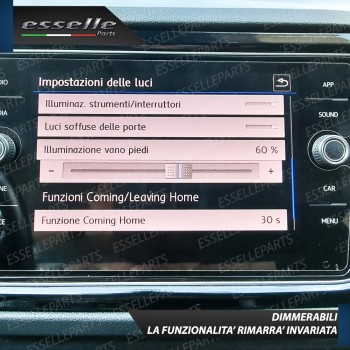 esselle
Parts
Impostazioni delle luci
Illuminaz. strumenti/interruttori
Luci soffuse delle porte
Illuminazione vano piedi 60 %
- +
Funzioni Coming/Leaving Home
Funzione Coming Home 30 s
APP
SOUND
CAR
MENU
DIMMERABILI
LA FUNZIONALITA' RIMARRA' INVARIATA
ESSELLEPARTS